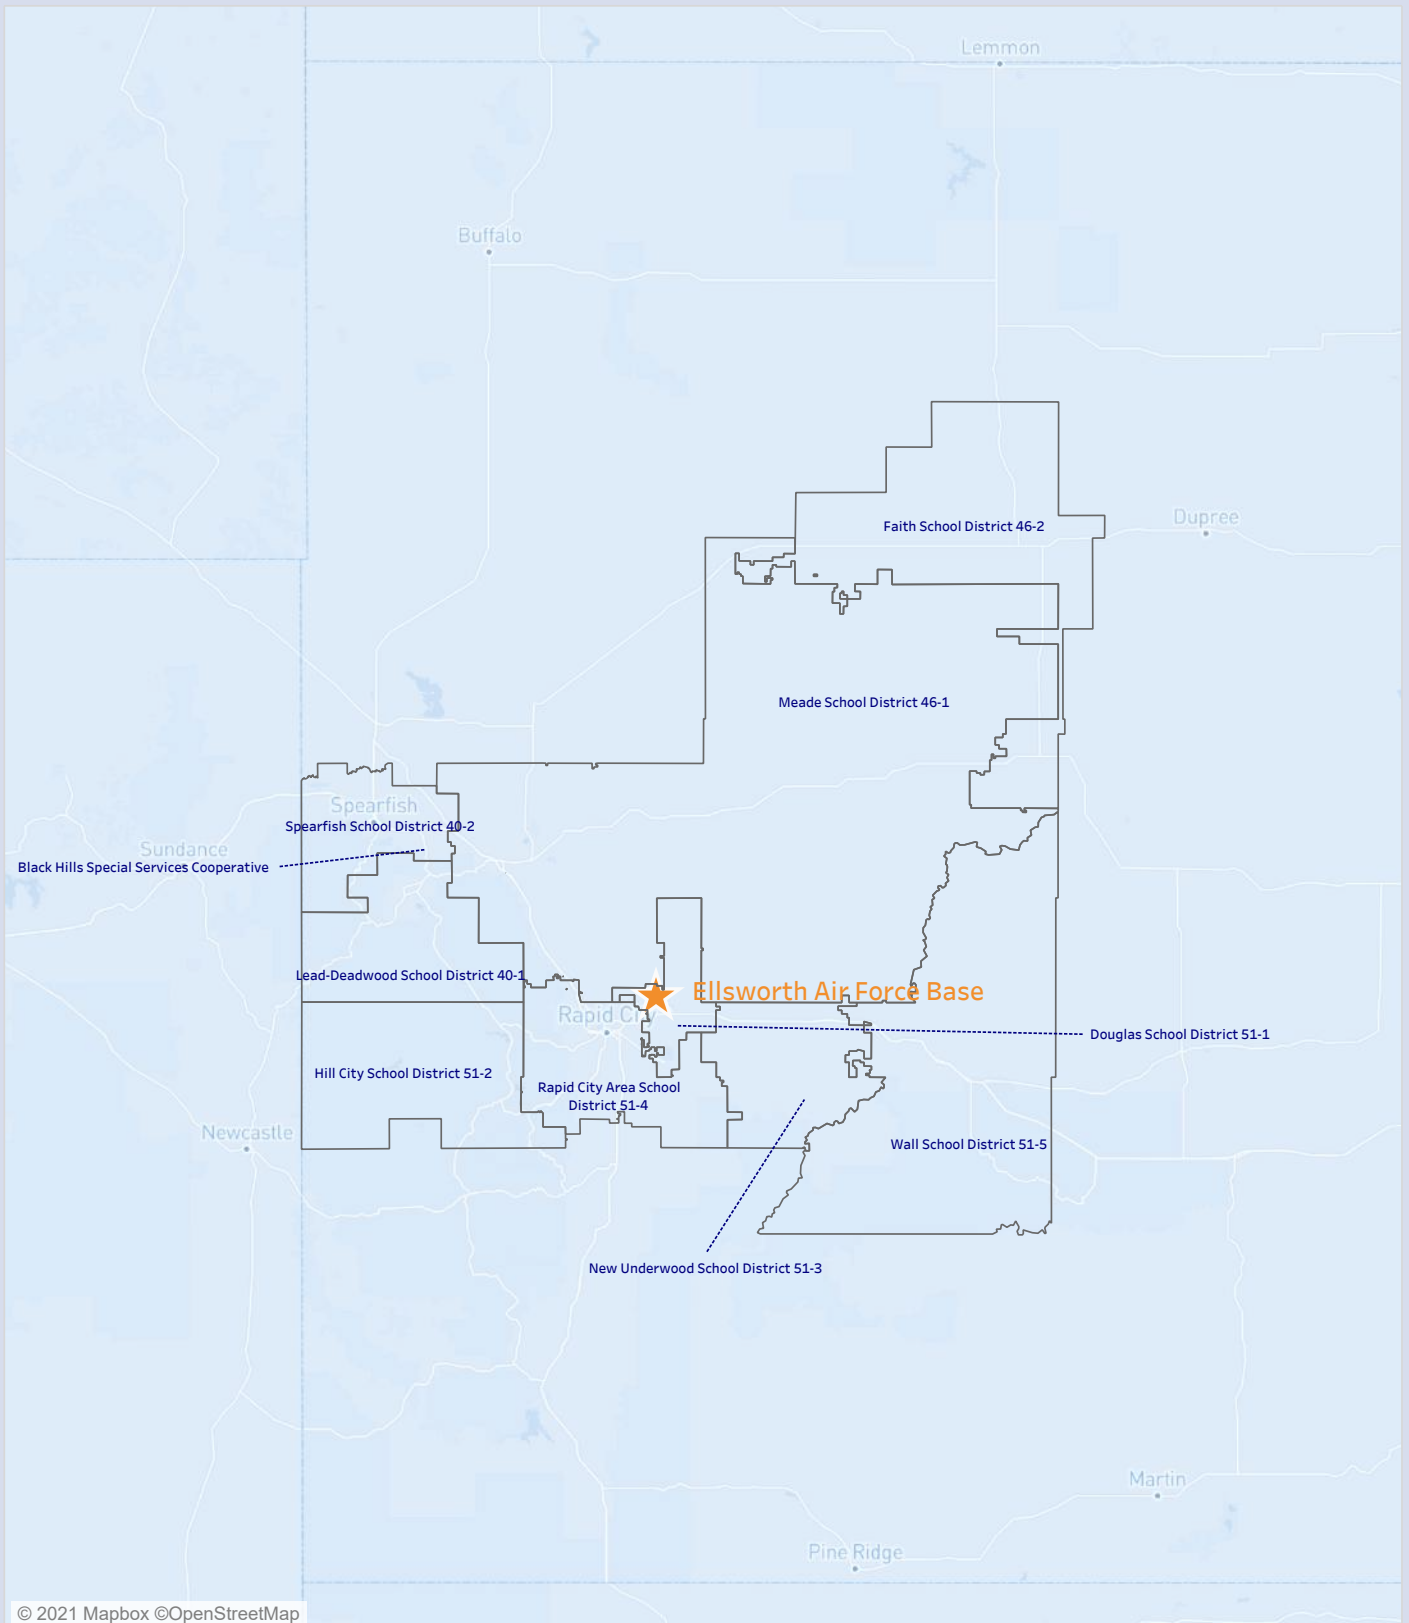 Lemmon
Buffalo
Dupree
Faith School District 46-2
Meade School District 46-1
Spearfish
Spearfish School District 40-2
Sundance
Black Hills Special Services Cooperative
Lead-Deadwood School District 40-1
Ellsworth Air Force Base
Rapid City
Douglas School District 51-1
Hill City School District 51-2
Rapid City Area School
District 51-4
Newcastle
Wall School District 51-5
New Underwood School District 51-3
Martin
Pine Ridge
© 2021 Mapbox ©OpenStreetMap